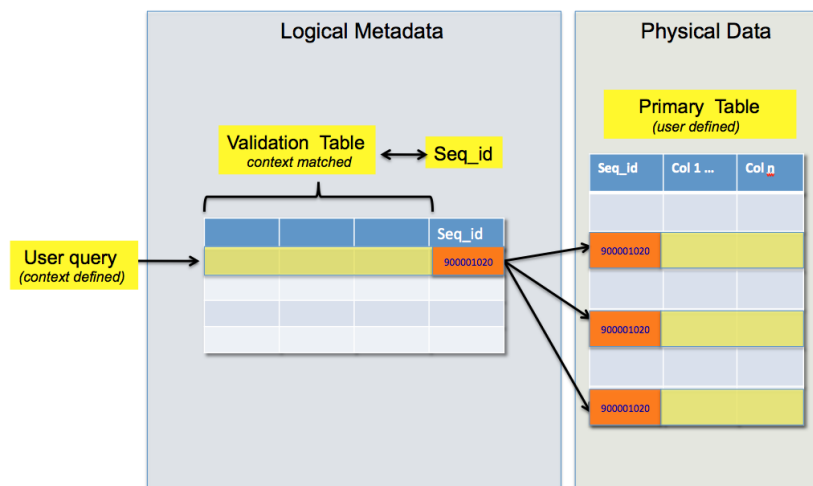 Logical Metadata
Physical Data
Validation Table
context matched
Seq_id
Primary Table
(user defined)
Seq_id
Col 1 ...
Col n
Seq_id
900001020
User query
(context defined)
900001020
900001020
900001020